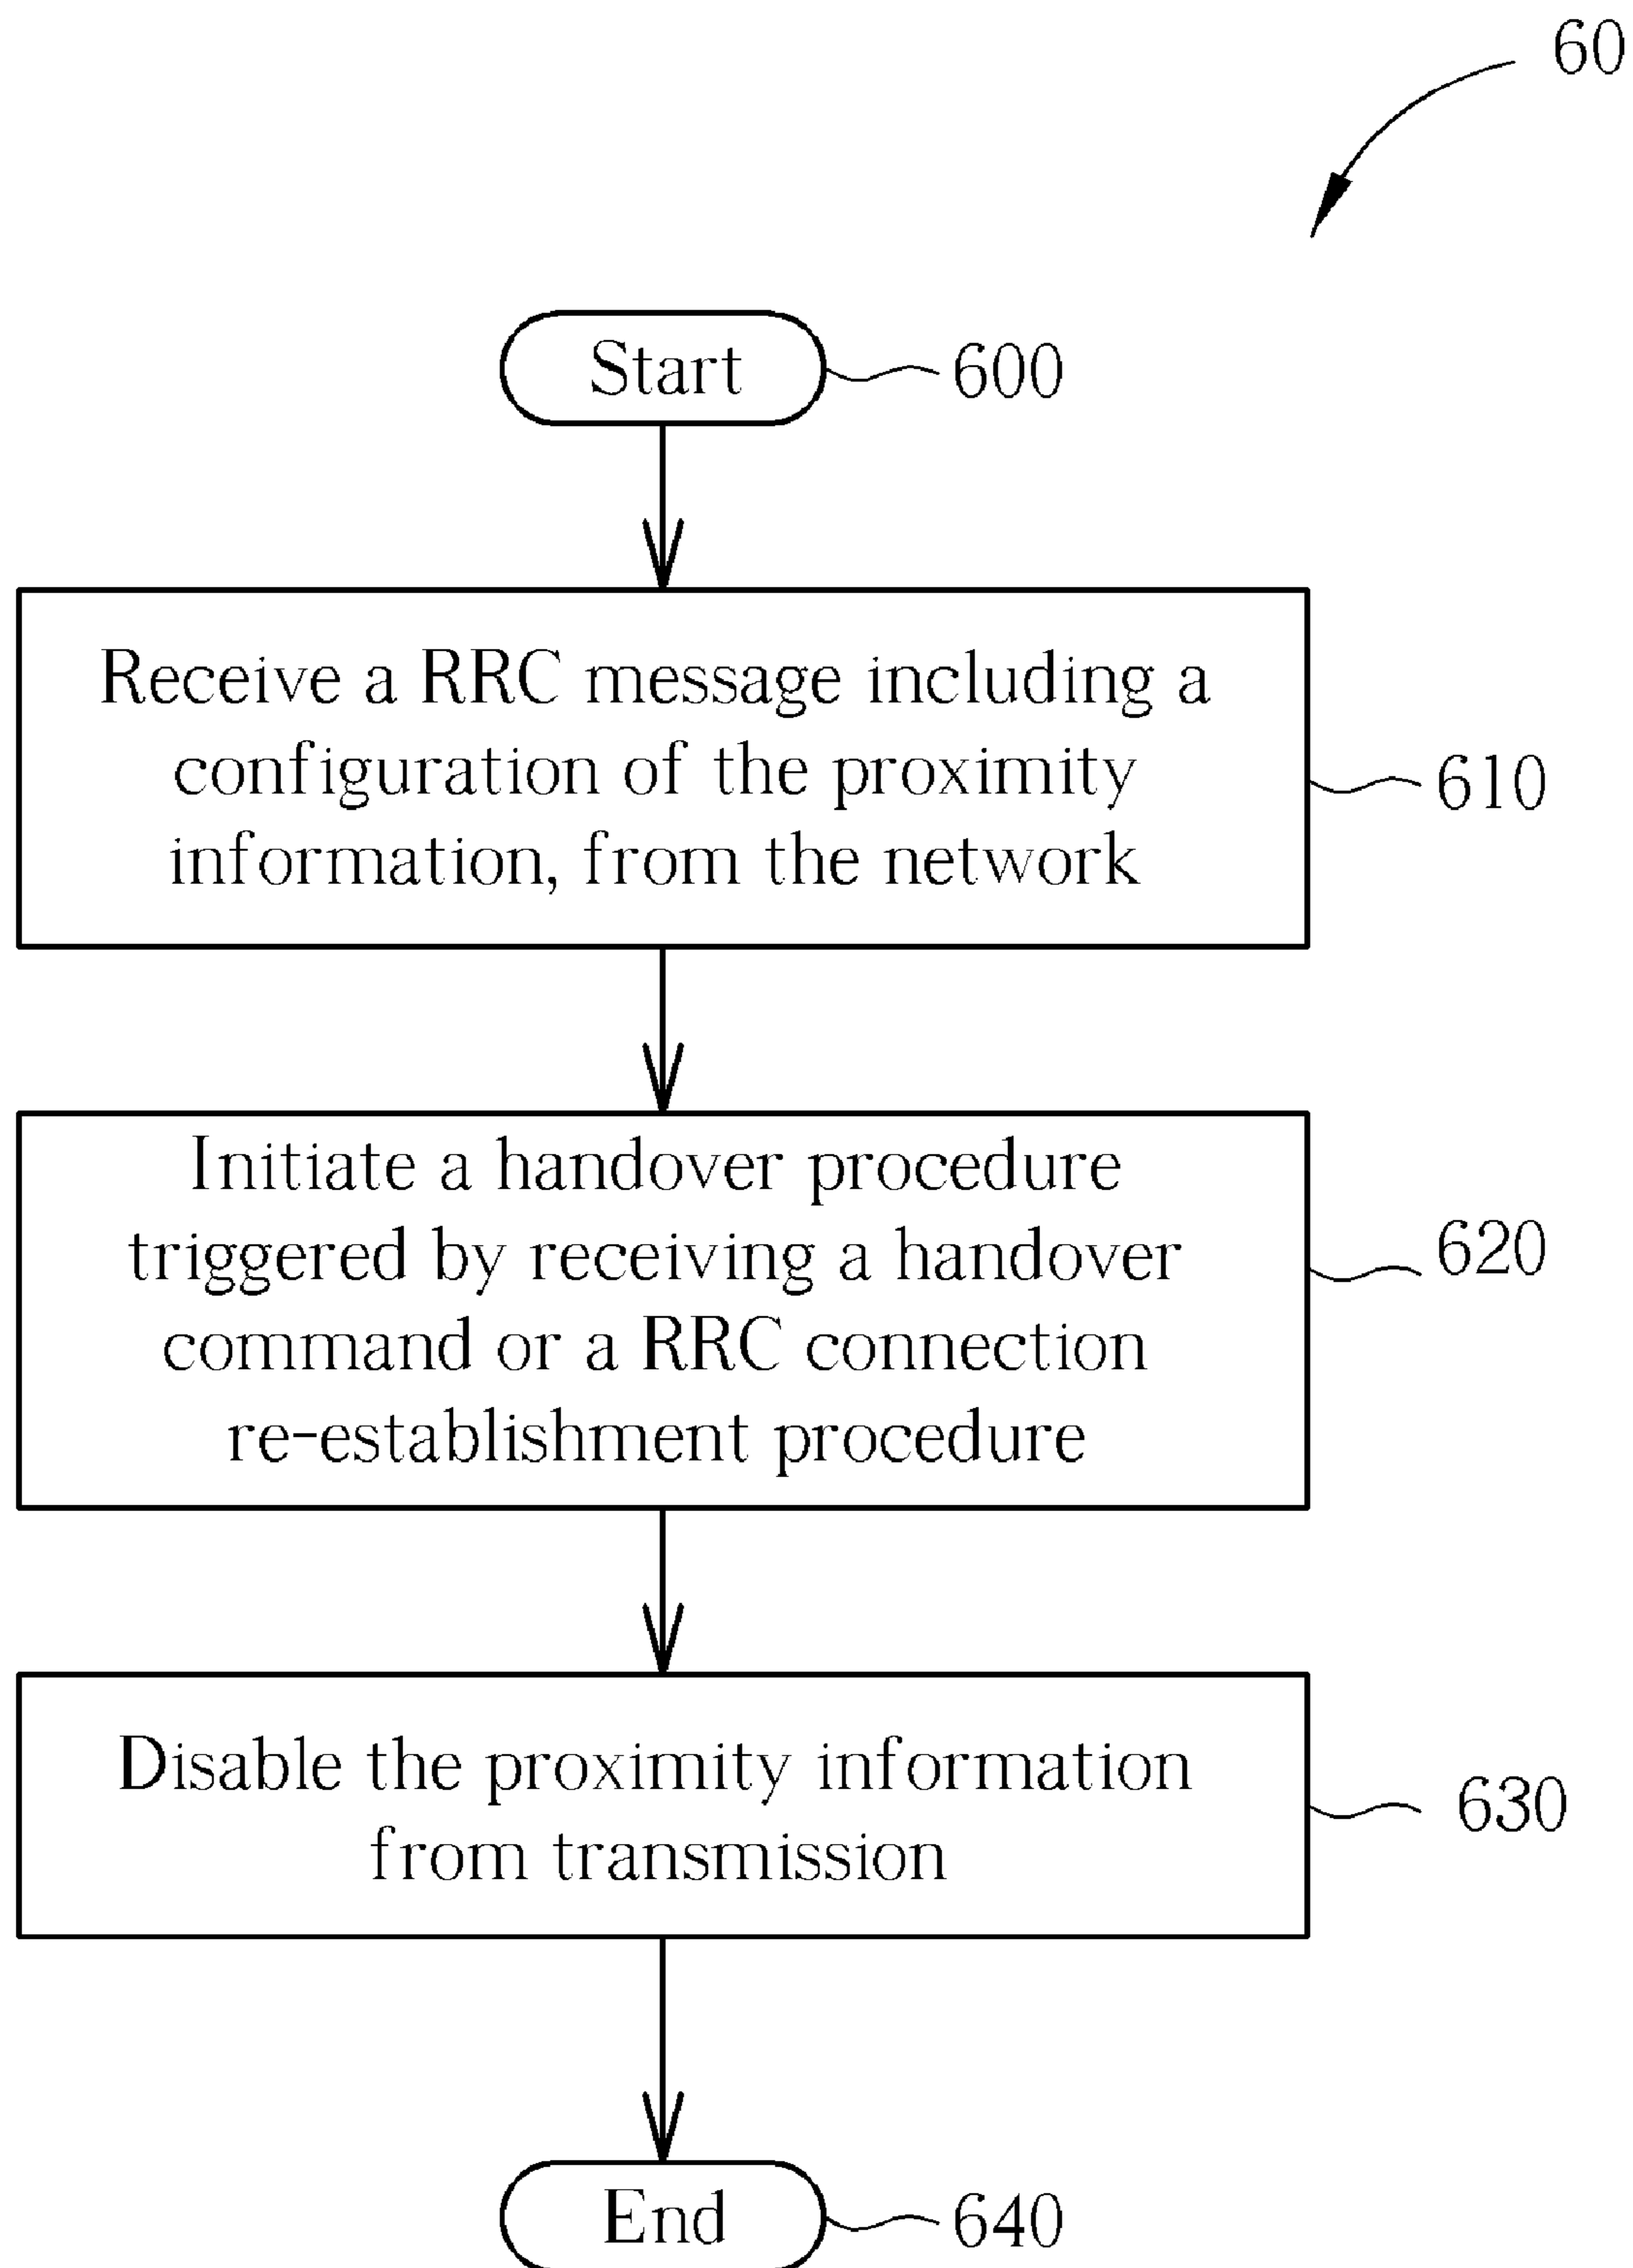 60
Start
600
Receive a RRC message including a
configuration of the proximity
information, from the network
610
Initiate a handover procedure
triggered by receiving a handover
command or a RRC connection
re-establishment procedure
620
Disable the proximity information
from transmission
630
End
640